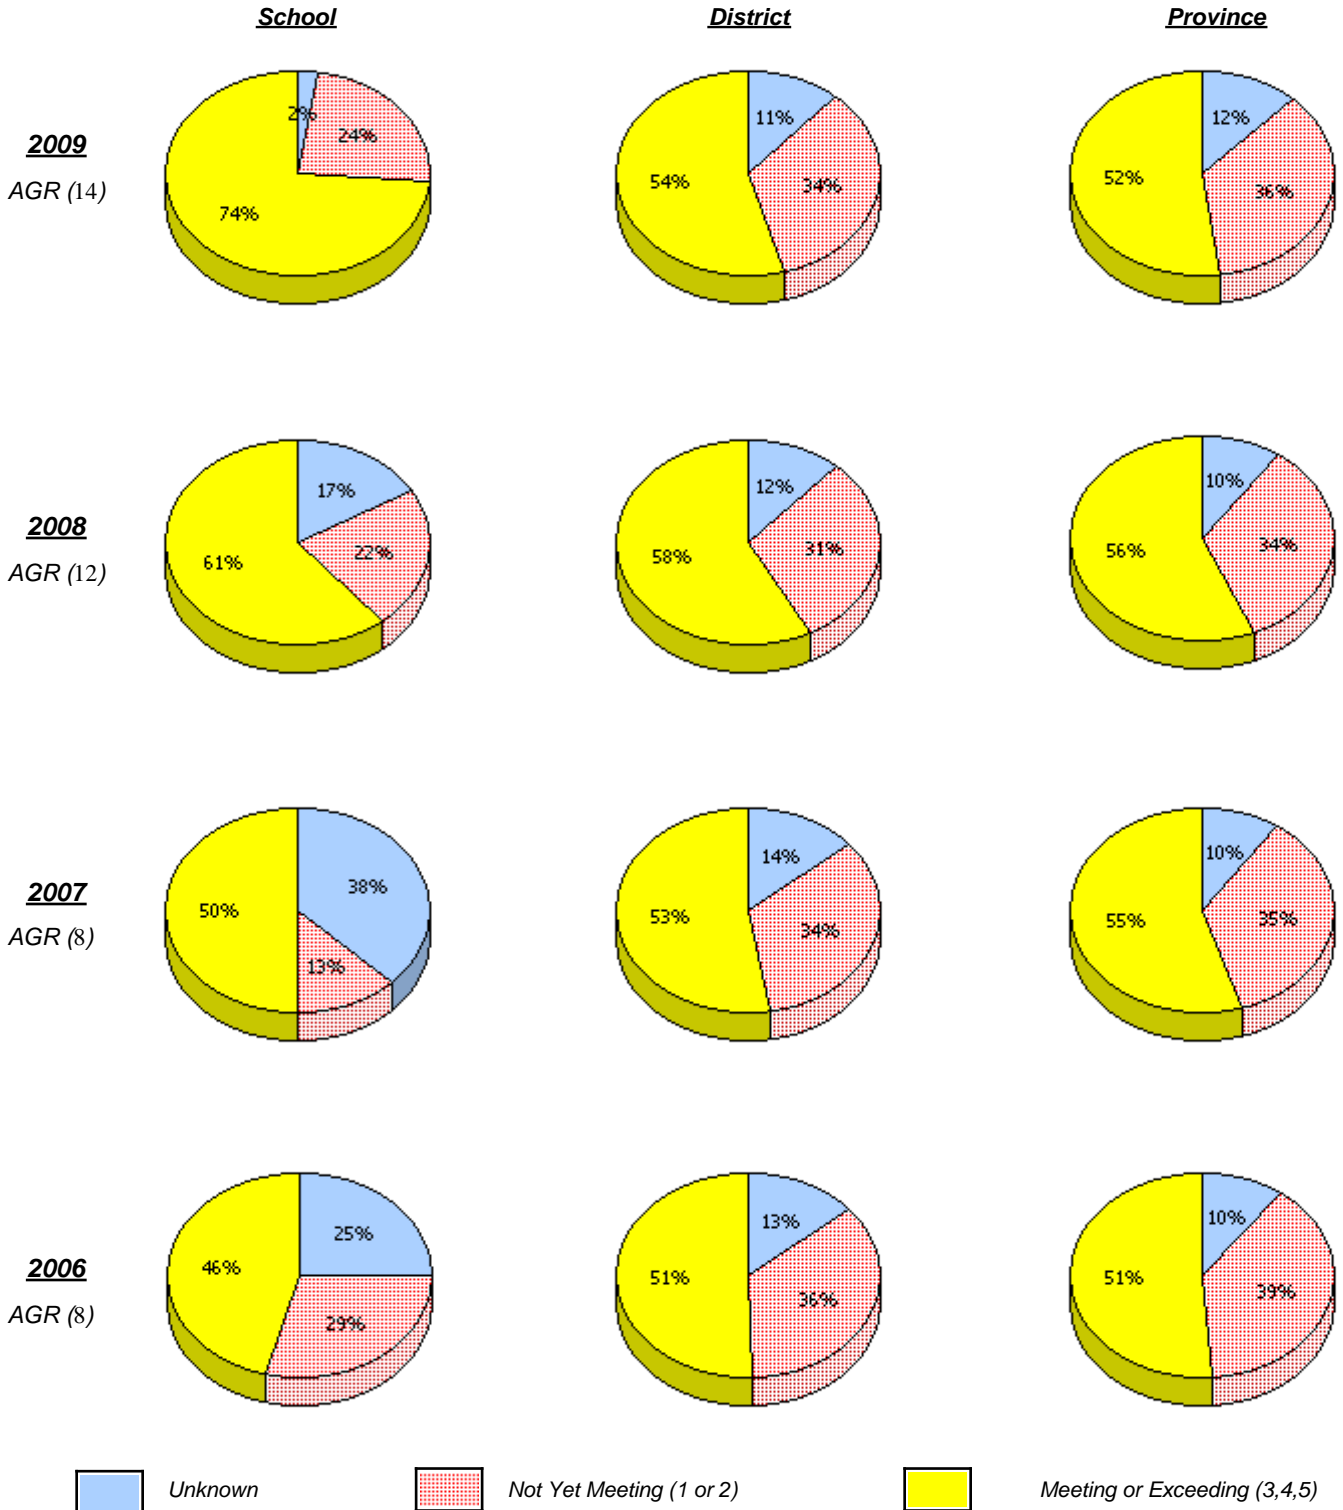 School District Province
2009
AGR (14)
2% 24% 74%
11% 34% 54%
12% 36% 52%
2008
AGR (12)
17% 22% 61%
12% 31% 58%
10% 34% 56%
2007
AGR (8)
38% 13% 50%
14% 34% 53%
10% 35% 55%
2006
AGR (8)
25% 29% 46%
13% 36% 51%
10% 39% 51%
Unknown Not Yet Meeting (1 or 2) Meeting or Exceeding (3,4,5)